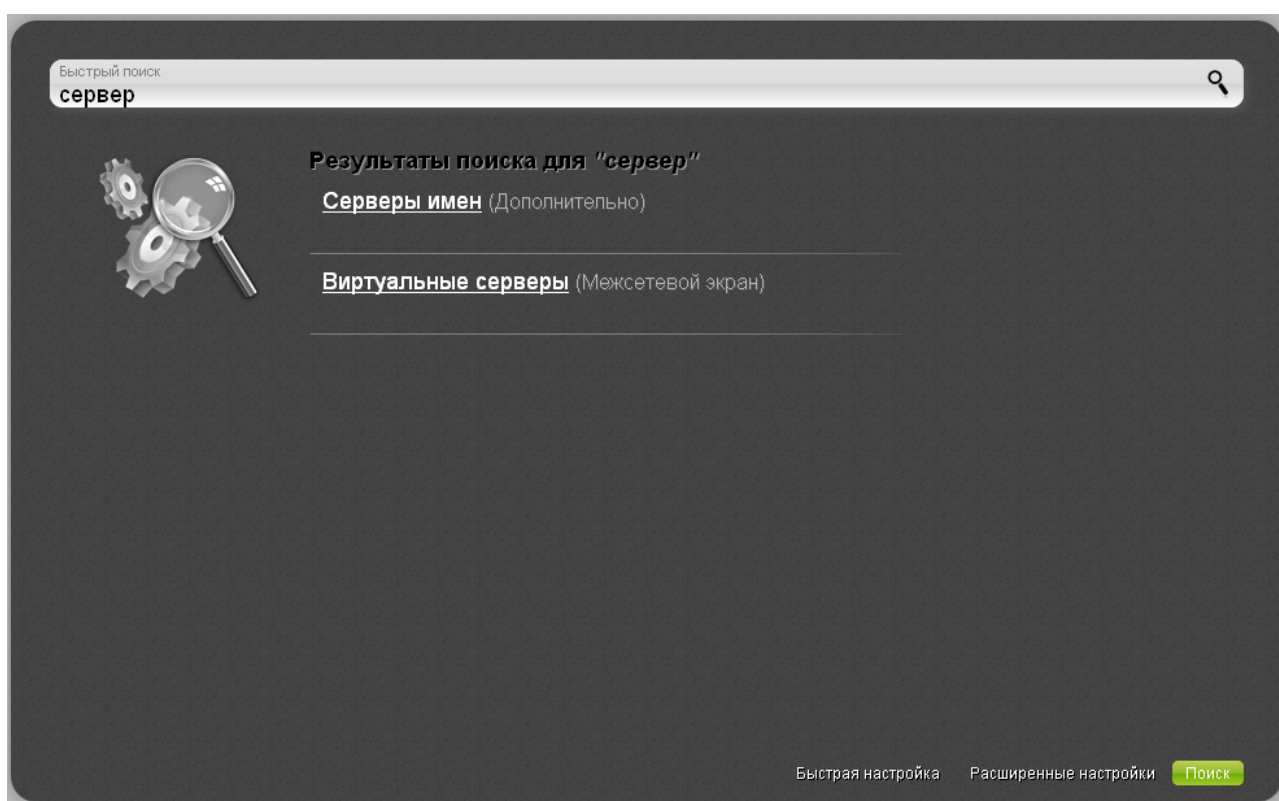 Быстрый поиск
сервер
Результаты поиска для "сервер"
Серверы имен (Дополнительно)
Виртуальные серверы (Межсетевой экран)
Быстрая настройка Расширенные настройки Поиск